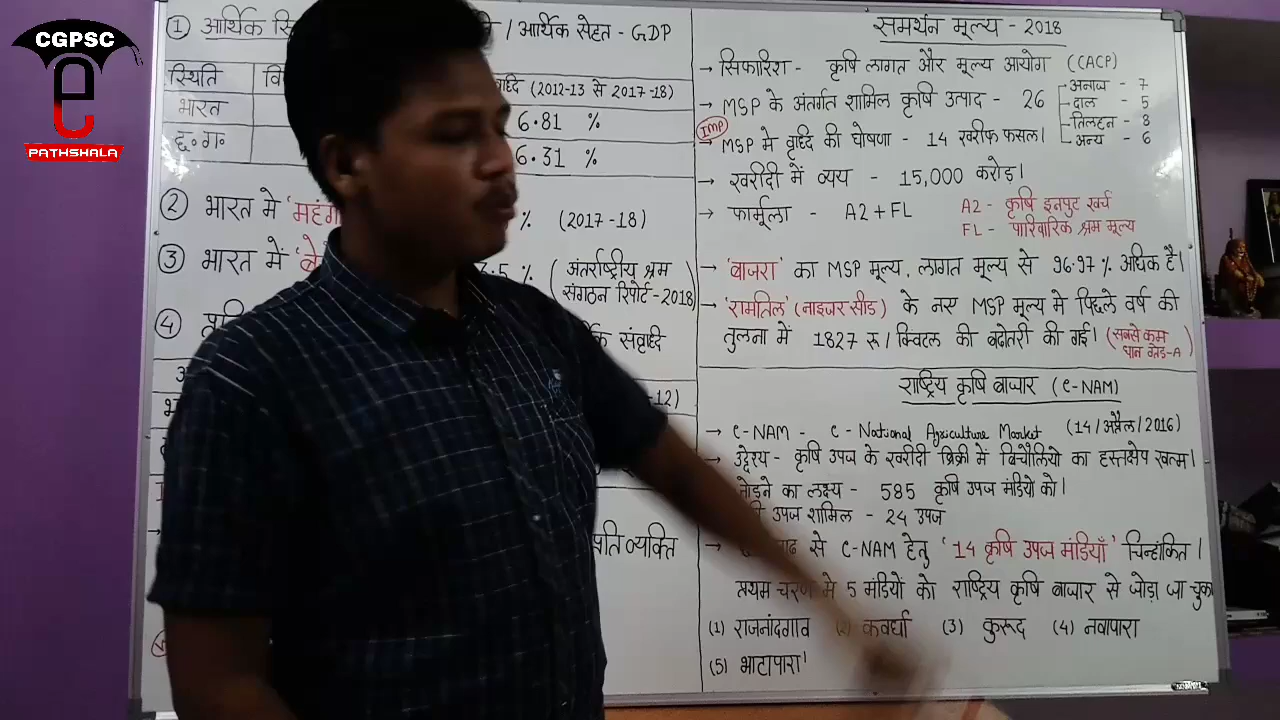 CGPSC
e
PATHSHALA
① आर्थिक / आर्थिक सेहत - GDP
स्थिति
(2012-13 से 2017-18)
भारत 6.81 %
छ०ग० 6.31 %
② भारत मे % (2017-18)
③ भारत में 3.5 % (अंतर्राष्ट्रीय श्रम
संगठन रिपोर्ट-2018)
④
-12)
प्रति व्यक्ति
समर्थन मूल्य - 2018
→ सिफारिश - कृषि लागत और मूल्य आयोग (CACP)
→ MSP के अंतर्गत शामिल कृषि उत्पाद - 26
अनाज - 7
दाल - 5
तिलहन - 8
अन्य - 6
IMP
→ MSP मे वृध्दि की घोषणा - 14 खरीफ फसल।
→ खरीदी में व्यय - 15,000 करोड़।
→ फार्मूला - A2 + FL
A2 - कृषि इनपुट खर्च
FL - पारिवारिक श्रम मूल्य
→ 'बाजरा' का MSP मूल्य, लागत मूल्य से 96.97 % अधिक है।
→ 'रामतिल' (नाइजर सीड) के नए MSP मूल्य मे पिछले वर्ष की
तुलना में 1827 रू / क्विंटल की बढोतरी की गई। (सबसे कम
धान ग्रेड-A)
राष्ट्रिय कृषि बाजार (e-NAM)
→ e-NAM - e - National Agriculture Market (14/अप्रैल/2016)
→ उद्देश्य - कृषि उपज के खरीदी बिक्री में बिचौलियो का हस्तक्षेप खत्म।
जोड़ने का लक्ष्य - 585 कृषि उपज मंडियो को।
उपज शामिल - 24 उपज
→ से e-NAM हेतु '14 कृषि उपज मंडियाँ' चिन्हांकित।
प्रथम चरण मे 5 मंडियों को राष्ट्रिय कृषि बाजार से जोड़ा जा चुका
(1) राजनांदगाव (2) कवर्धा (3) कुरूद (4) नवापारा
(5) भाटापारा